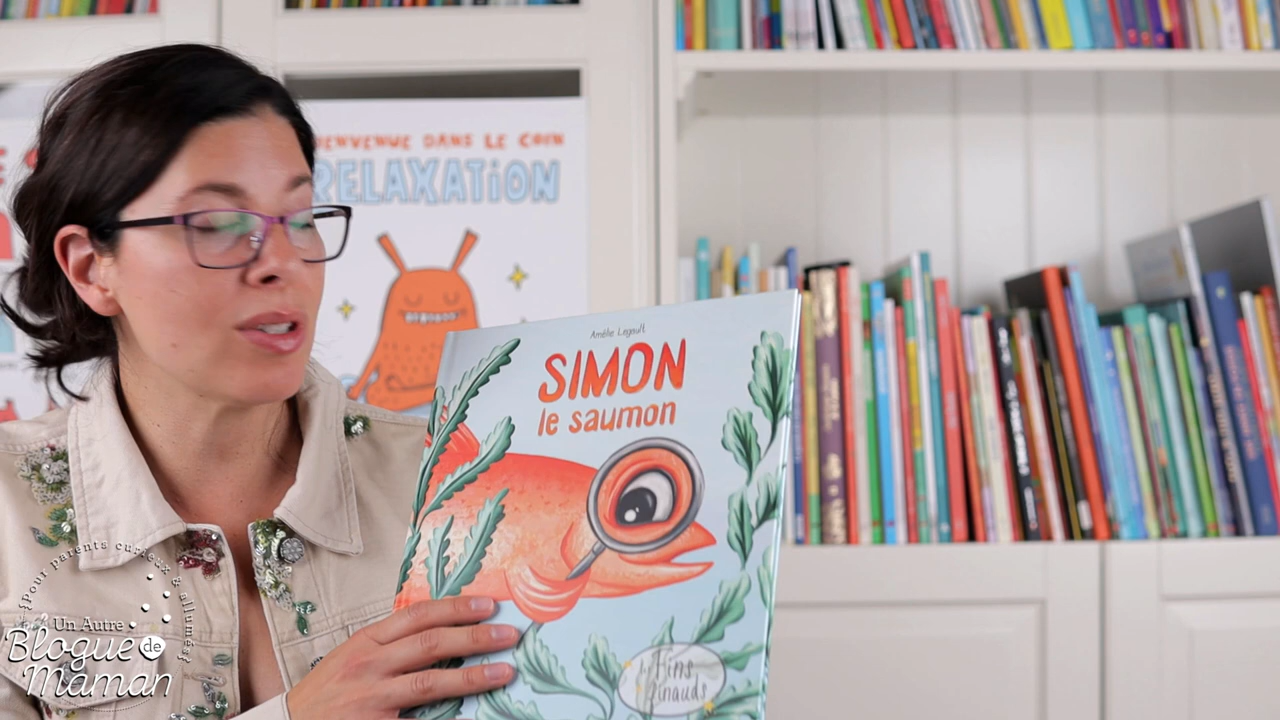 BIENVENUE DANS LE COIN
RELAXATiON
Amélie Legault
SIMON
le saumon
Fins
Finauds
{Pour parents curieux & allumés}
Un Autre
Blogue de
Maman